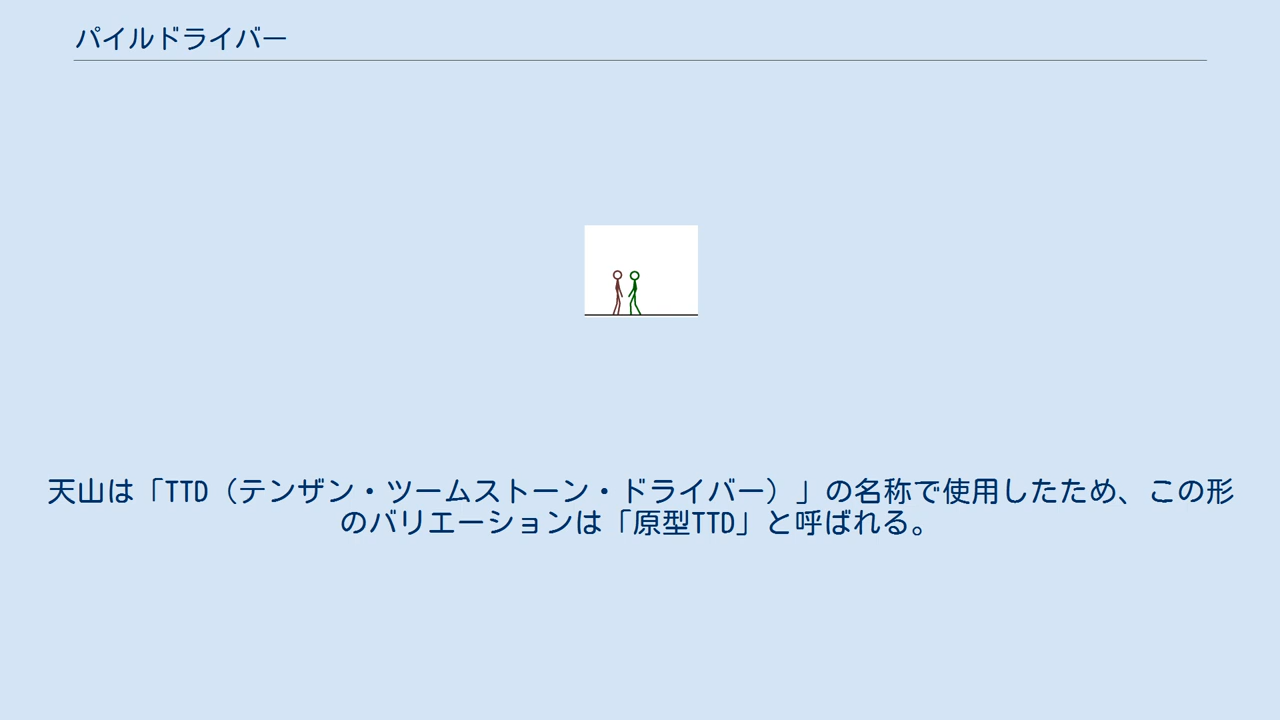 パイルドライバー
天山は「TTD（テンザン・ツームストーン・ドライバー）」の名称で使用したため、この形
のバリエーションは「原型TTD」と呼ばれる。